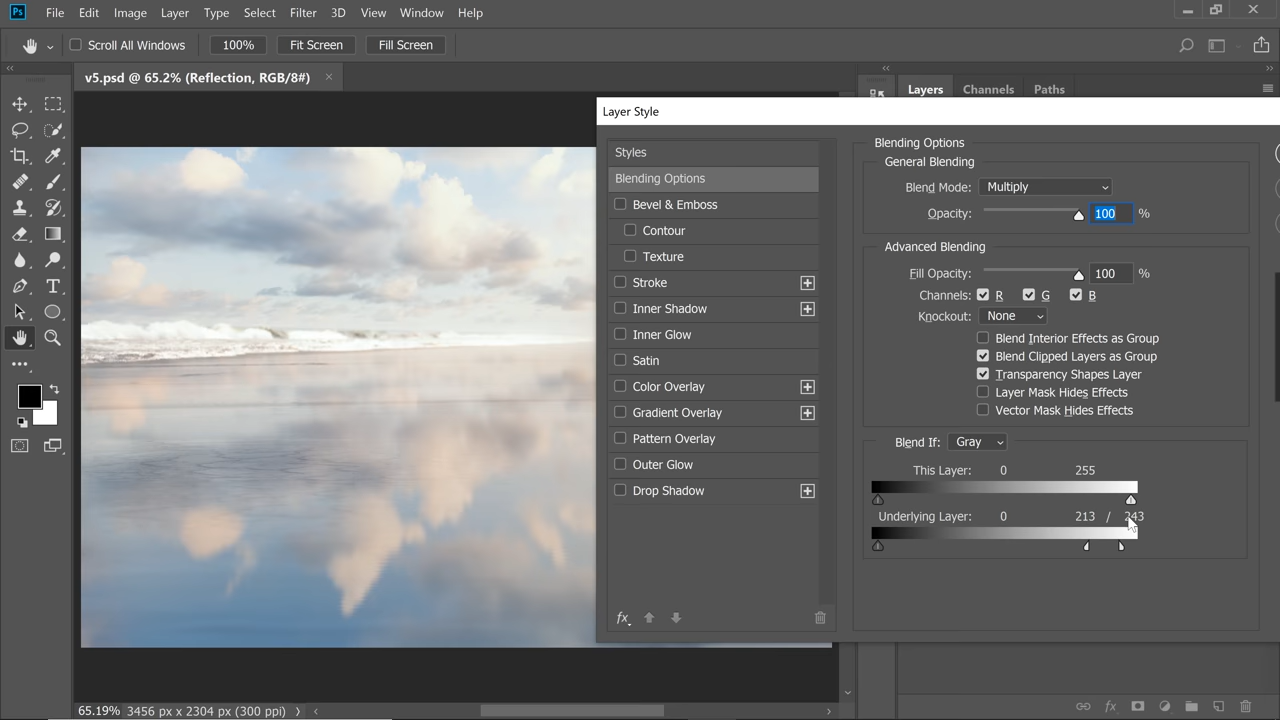 Ps File Edit Image Layer Type Select Filter 3D View Window Help
Scroll All Windows 100% Fit Screen Fill Screen
v5.psd @ 65.2% (Reflection, RGB/8#) ×
Layers Channels Paths
Layer Style
Styles
Blending Options
Bevel & Emboss
Contour
Texture
Stroke
Inner Shadow
Inner Glow
Satin
Color Overlay
Gradient Overlay
Pattern Overlay
Outer Glow
Drop Shadow
fx
Blending Options
General Blending
Blend Mode: Multiply
Opacity: 100 %
Advanced Blending
Fill Opacity: 100 %
Channels: R G B
Knockout: None
Blend Interior Effects as Group
Blend Clipped Layers as Group
Transparency Shapes Layer
Layer Mask Hides Effects
Vector Mask Hides Effects
Blend If: Gray
This Layer: 0 255
Underlying Layer: 0 213 / 243
fx
65.19% 3456 px x 2304 px (300 ppi)